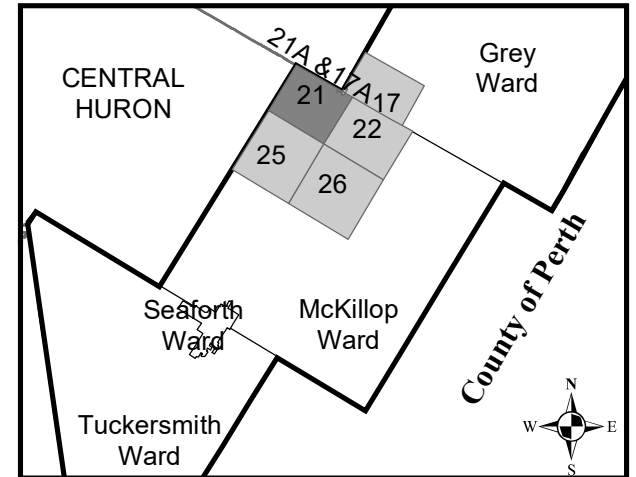 CENTRAL
HURON
Grey
Ward
21A &17A
17
21
22
25
26
Seaforth
Ward
McKillop
Ward
County of Perth
Tuckersmith
Ward
N
W
E
S